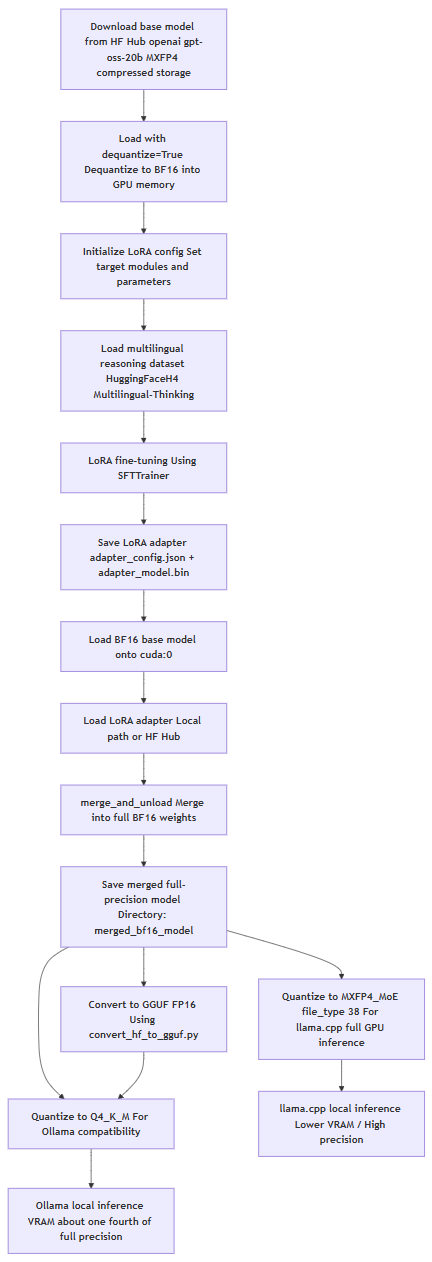 Download base model
from HF Hub openai gpt-
oss-20b MXFP4
compressed storage
Load with
dequantize=True
Dequantize to BF16 into
GPU memory
Initialize LoRA config Set
target modules and
parameters
Load multilingual
reasoning dataset
HuggingFaceH4
Multilingual-Thinking
LoRA fine-tuning Using
SFTTrainer
Save LoRA adapter
adapter_config.json +
adapter_model.bin
Load BF16 base model
onto cuda:0
Load LoRA adapter Local
path or HF Hub
merge_and_unload Merge
into full BF16 weights
Save merged full-
precision model
Directory:
merged_bf16_model
Convert to GGUF FP16
Using
convert_hf_to_gguf.py
Quantize to MXFP4_MoE
file_type 38 For
llama.cpp full GPU
inference
Quantize to Q4_K_M For
Ollama compatibility
llama.cpp local inference
Lower VRAM / High
precision
Ollama local inference
VRAM about one fourth of
full precision